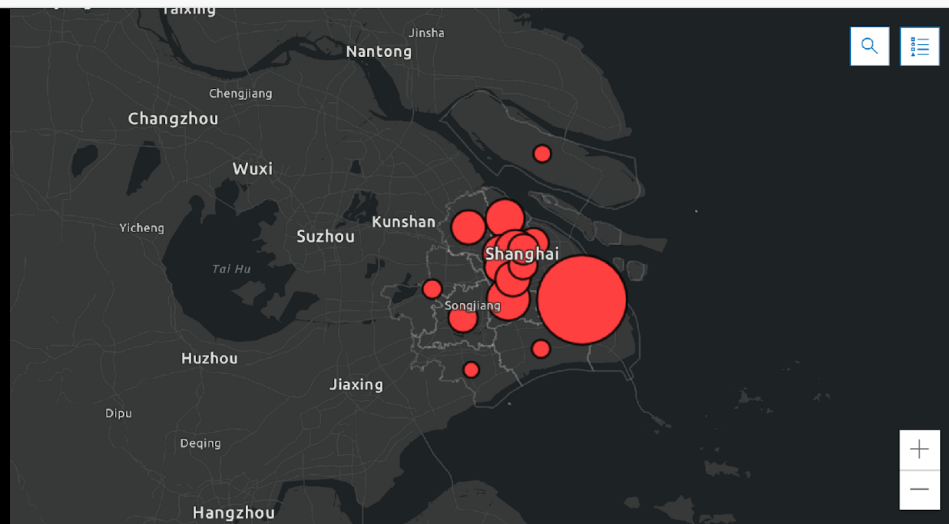 Taixing
Jinsha
Nantong
Chengjiang
Changzhou
Wuxi
Kunshan
Yicheng
Suzhou
Shanghai
Tai Hu
Songjiang
Huzhou
Jiaxing
Dipu
Deqing
Hangzhou